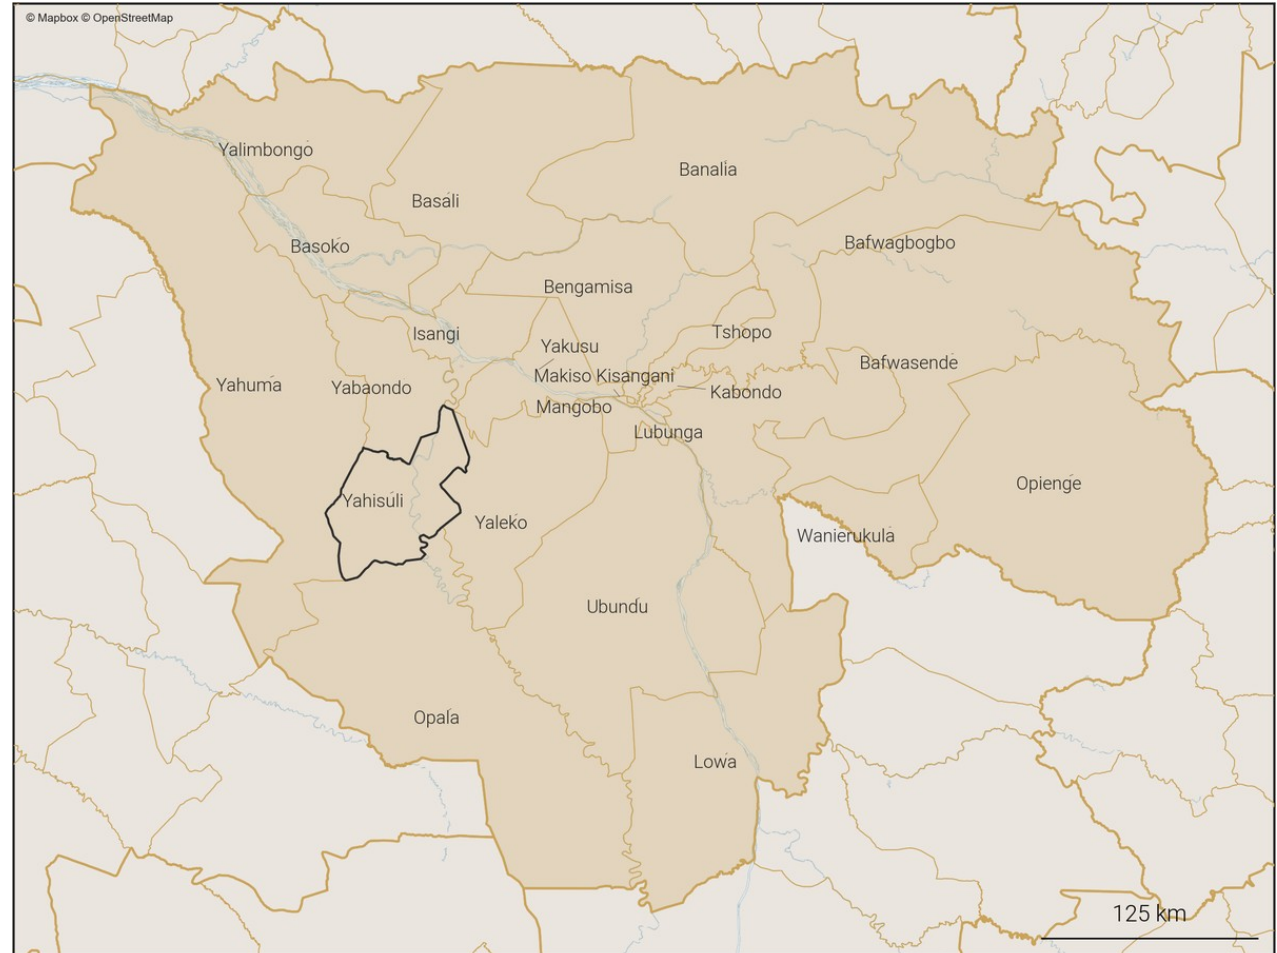 © Mapbox © OpenStreetMap
Yalimbongo
Banalia
Basali
Basoko
Bafwagbogbo
Bengamisa
Isangi
Tshopo
Yakusu
Bafwasende
Makiso Kisangani
Yahuma
Yabaondo
Kabondo
Mangobo
Lubunga
Opienge
Yahisuli
Yaleko
Wanierukula
Ubundu
Opala
Lowa
125 km